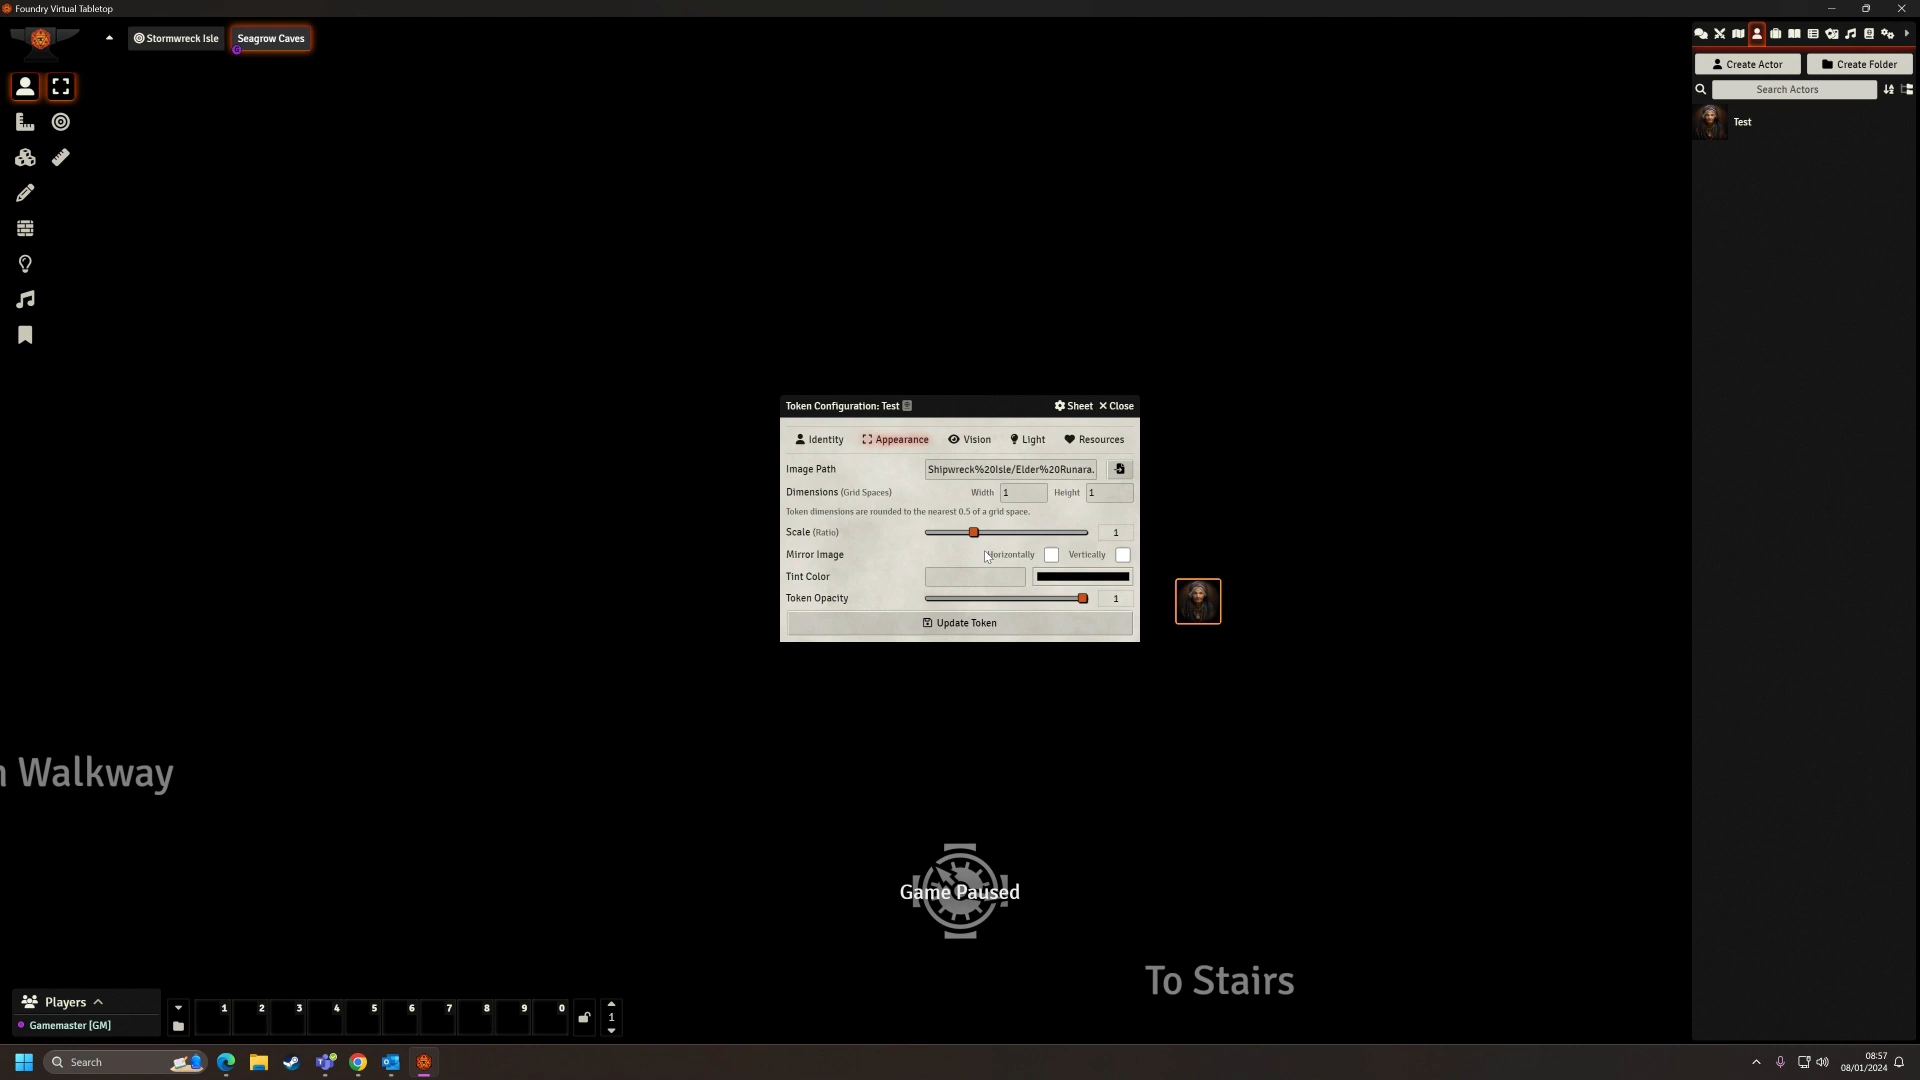 Foundry Virtual Tabletop
Stormwreck Isle
Seagrow Caves
G
Create Actor
Create Folder
Search Actors
Test
Token Configuration: Test
Sheet
Close
Identity
Appearance
Vision
Light
Resources
Image Path
Shipwreck%20Isle/Elder%20Runara.
Dimensions (Grid Spaces)
Width
1
Height
1
Token dimensions are rounded to the nearest 0.5 of a grid space.
Scale (Ratio)
1
Mirror Image
Horizontally
Vertically
Tint Color
Token Opacity
1
Update Token
n Walkway
Game Paused
To Stairs
Players
Gamemaster [GM]
1 2 3 4 5 6 7 8 9 0
1
Search
08:57
08/01/2024